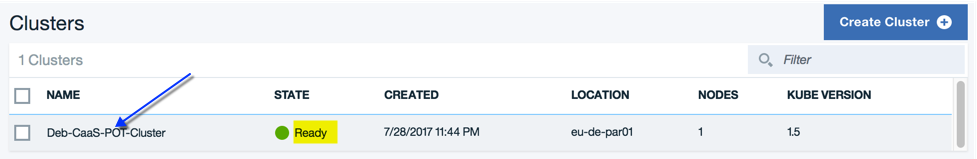 Clusters
Create Cluster
1 Clusters
Filter
NAME STATE CREATED LOCATION NODES KUBE VERSION
Deb-CaaS-POT-Cluster Ready 7/28/2017 11:44 PM eu-de-par01 1 1.5